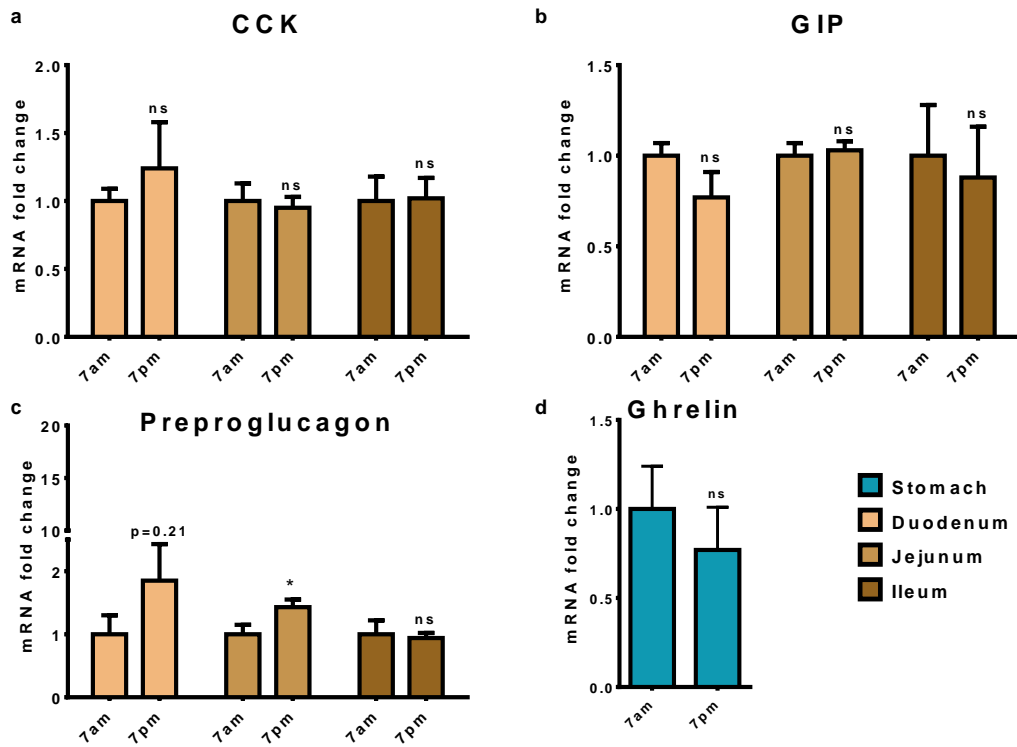 a
CCK
mRNA fold change
2.0
1.5
1.0
0.5
0.0
ns
ns
ns
7am
7pm
7am
7pm
7am
7pm
b
GIP
mRNA fold change
1.5
1.0
0.5
0.0
ns
ns
ns
7am
7pm
7am
7pm
7am
7pm
c
Preproglucagon
mRNA fold change
20
15
10
2
1
0
p=0.21
*
ns
7am
7pm
7am
7pm
7am
7pm
d
Ghrelin
mRNA fold change
1.5
1.0
0.5
0.0
ns
7am
7pm
Stomach
Duodenum
Jejunum
Ileum